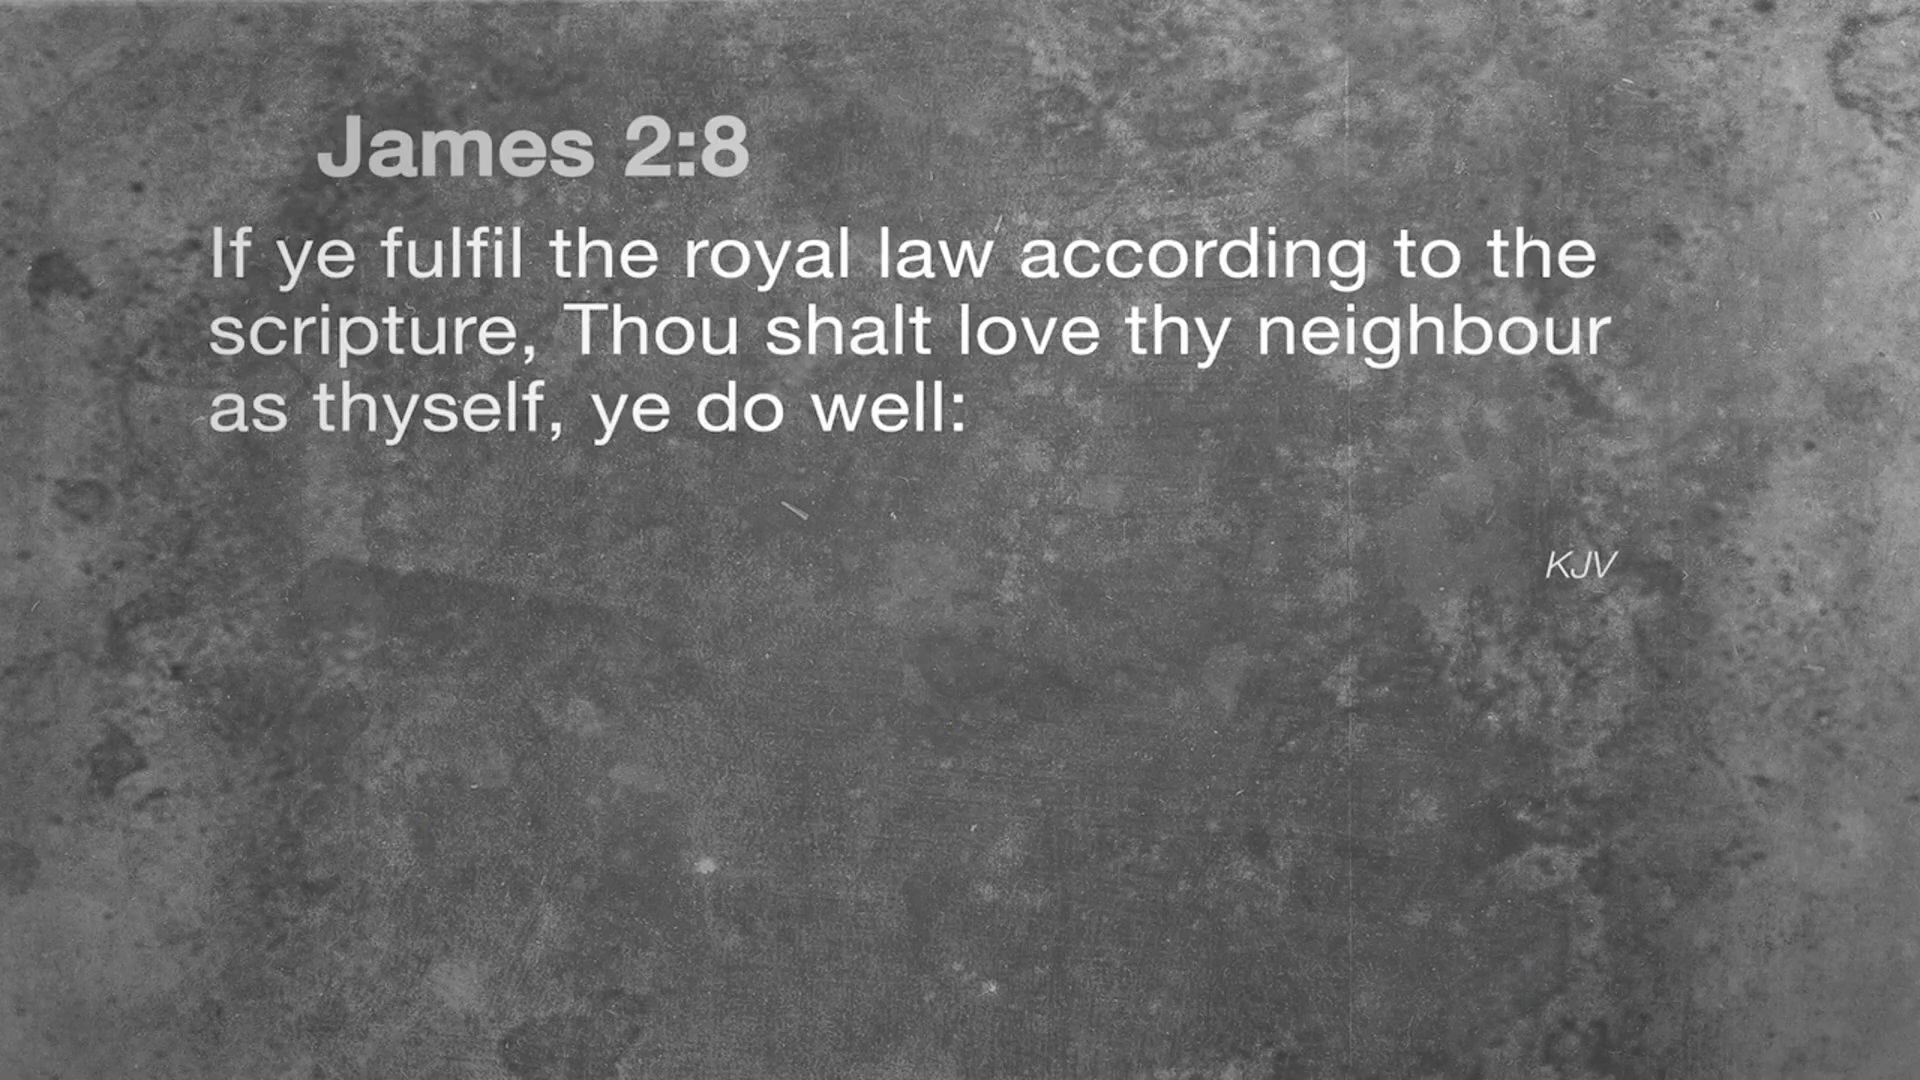 James 2:8
If ye fulfil the royal law according to the
scripture, Thou shalt love thy neighbour
as thyself, ye do well:
KJV